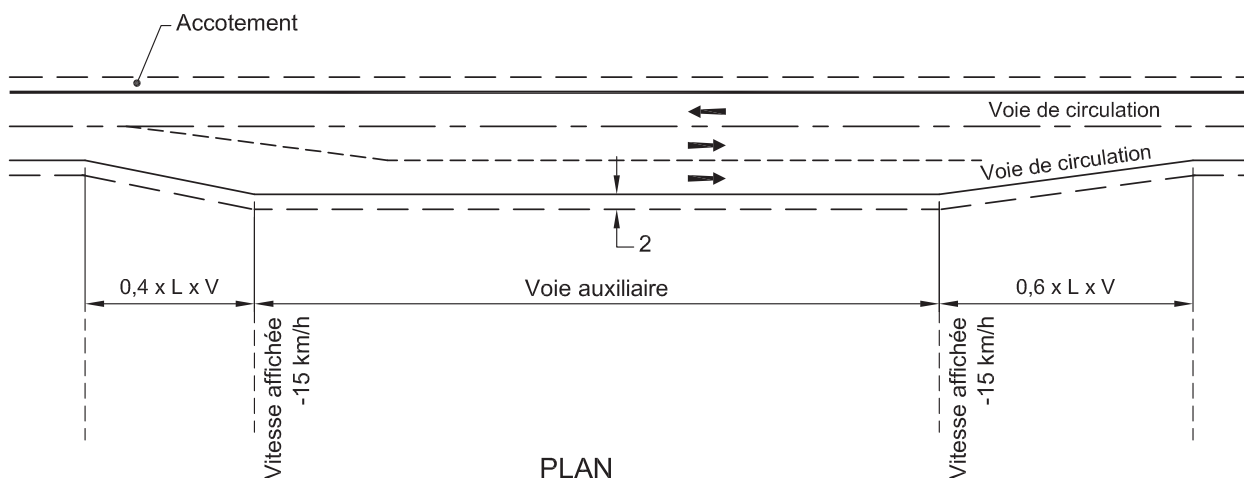 Accotement
Voie de circulation
Voie de circulation
2
0,4 x L x V
Voie auxiliaire
0,6 x L x V
Vitesse affichée
-15 km/h
Vitesse affichée
-15 km/h
PLAN